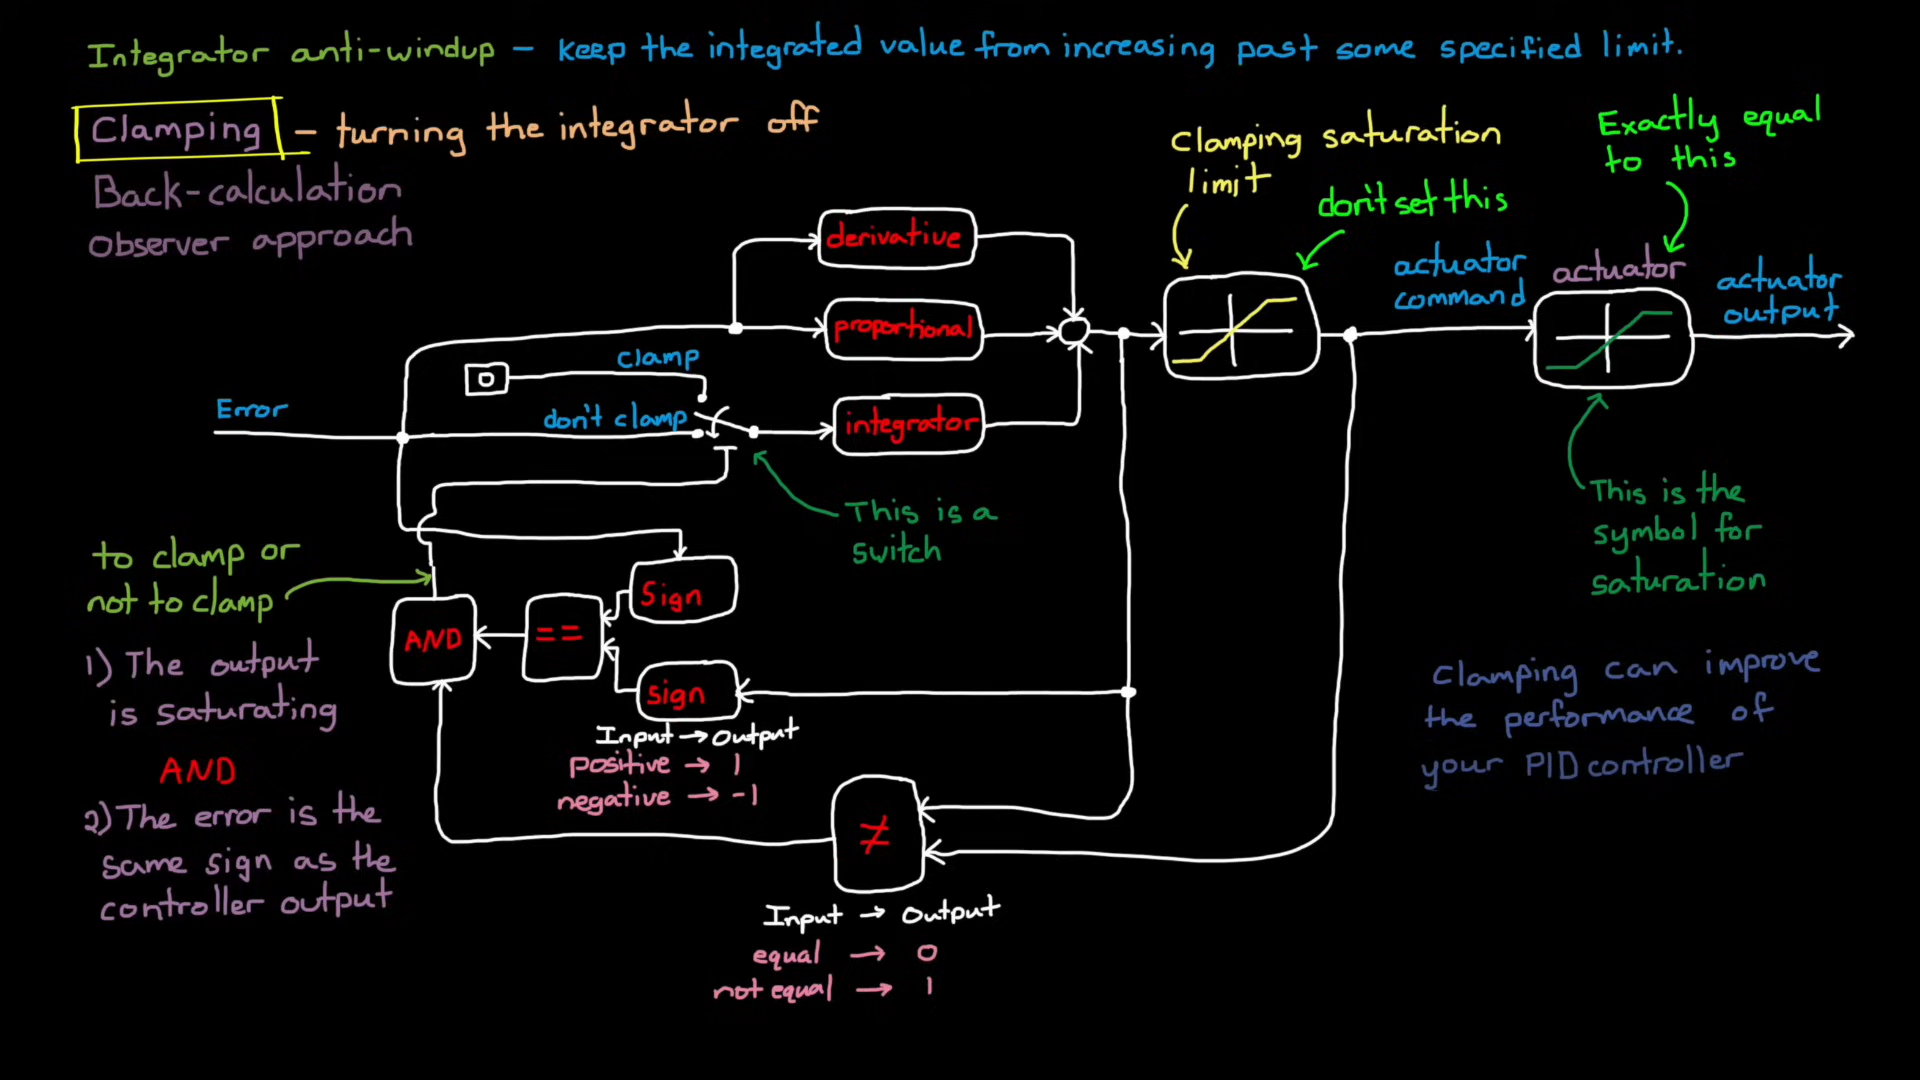 Integrator anti-windup - keep the integrated value from increasing past some specified limit.
Clamping - turning the integrator off
Back-calculation
observer approach
Clamping saturation
limit
don't set this
Exactly equal
to this
derivative
proportional
integrator
actuator
command
actuator
actuator
output
clamp
0
Error
don't clamp
This is a
switch
This is the
symbol for
saturation
to clamp or
not to clamp
Sign
AND
==
sign
Input → Output
positive → 1
negative → -1
1) The output
is saturating
AND
2) The error is the
same sign as the
controller output
≠
Input → Output
equal → 0
not equal → 1
Clamping can improve
the performance of
your PID controller